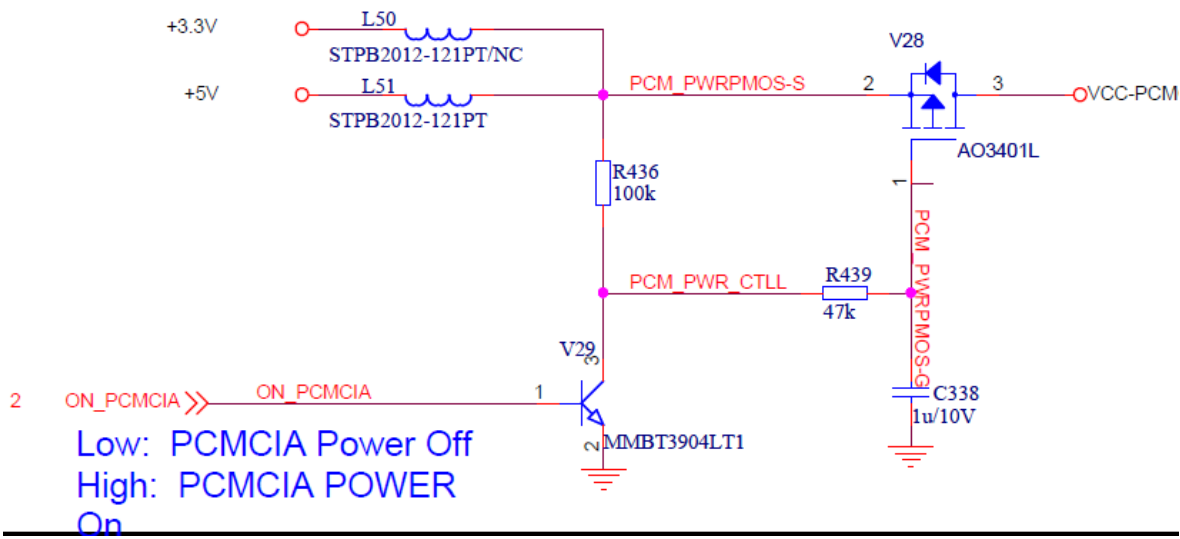 +3.3V
L50
STPB2012-121PT/NC
V28
+5V
L51
STPB2012-121PT
PCM_PWRPMOS-S
2
3
VCC-PCM
AO3401L
R436
100k
1
PCM_PWRPMOS-G
PCM_PWR_CTLL
R439
47k
V29
3
2
ON_PCMCIA
ON_PCMCIA
1
C338
1u/10V
2
MMBT3904LT1
Low: PCMCIA Power Off
High: PCMCIA POWER
On